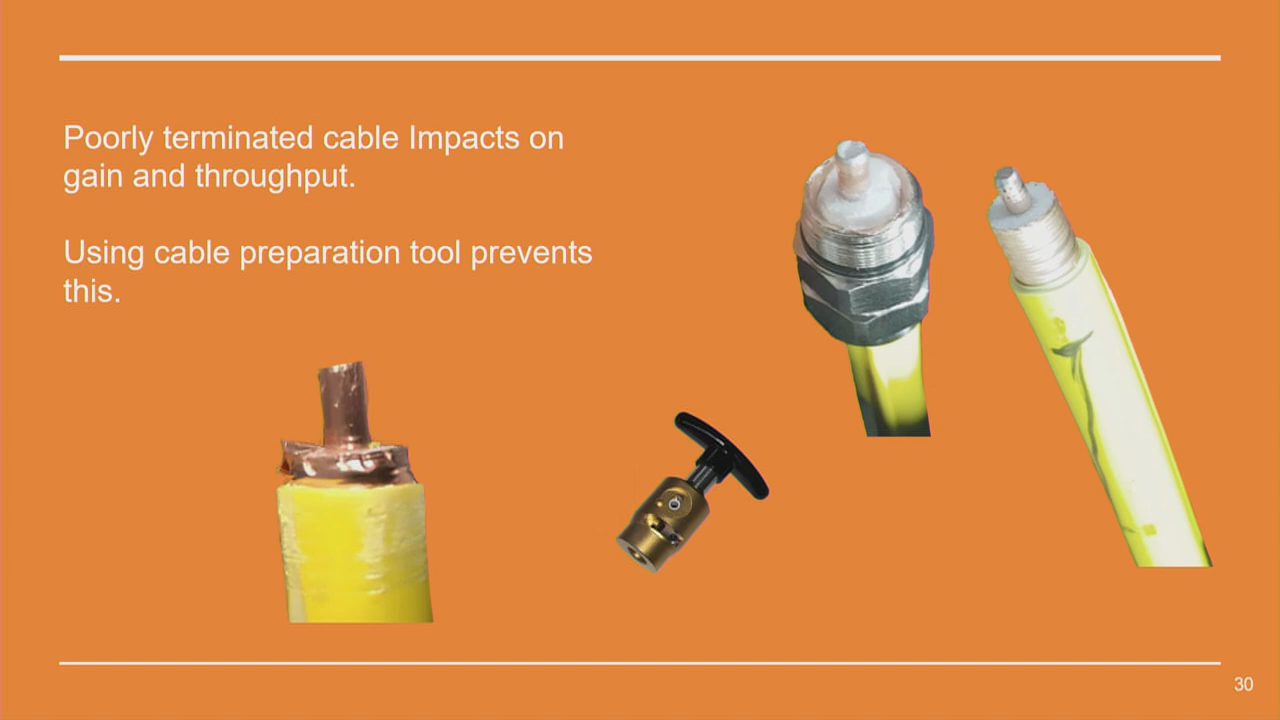 Poorly terminated cable Impacts on
gain and throughput.
Using cable preparation tool prevents
this.
30